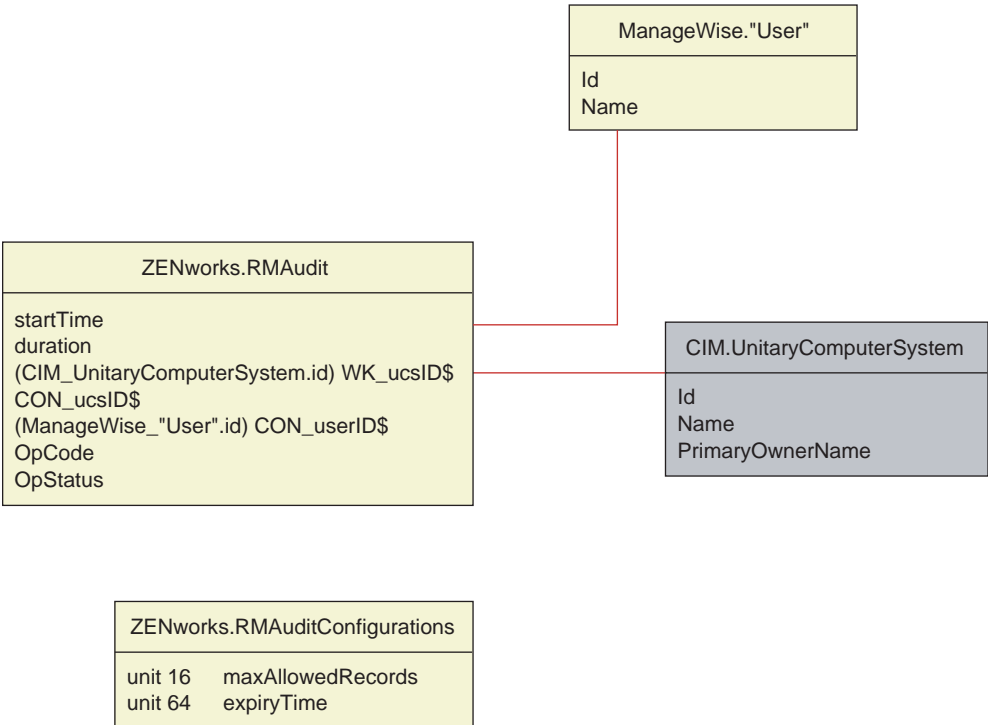 ManageWise."User"
Id
Name
ZENworks.RMAudit
startTime
duration
(CIM_UnitaryComputerSystem.id) WK_ucsID$
CON_ucsID$
(ManageWise_"User".id) CON_userID$
OpCode
OpStatus
CIM.UnitaryComputerSystem
Id
Name
PrimaryOwnerName
ZENworks.RMAuditConfigurations
unit 16 maxAllowedRecords
unit 64 expiryTime